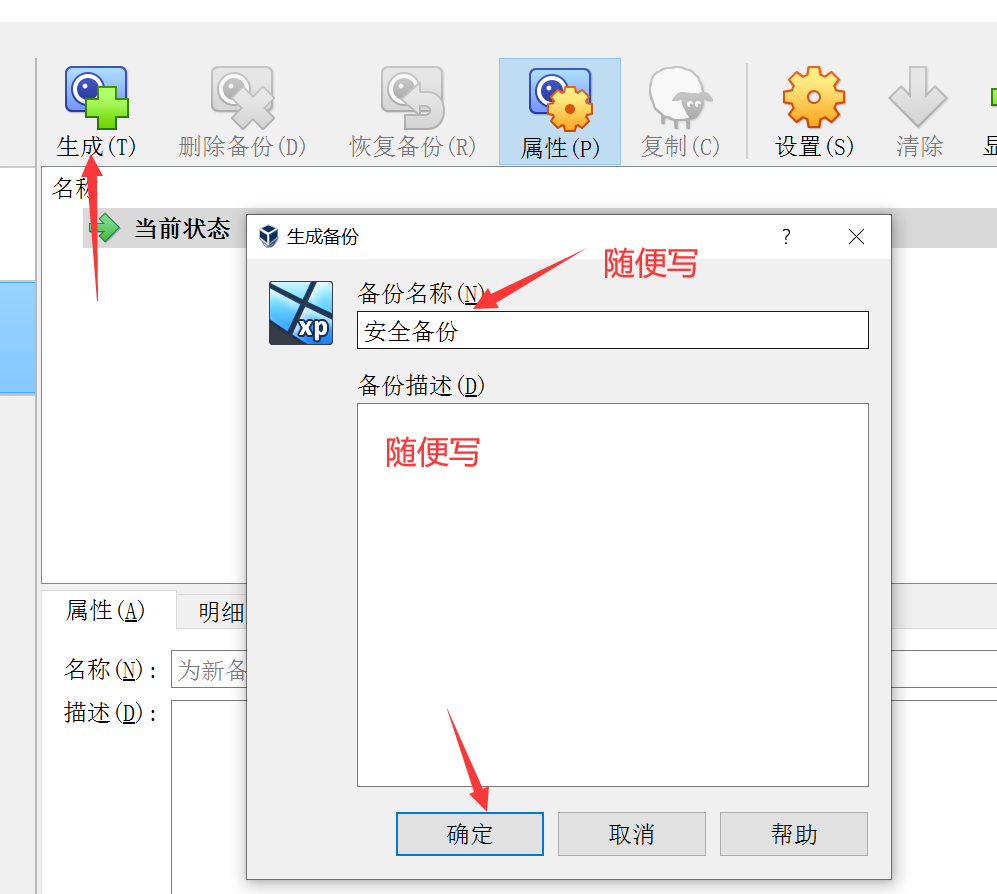 生成(T) 删除备份(D) 恢复备份(R) 属性(P) 复制(C) 设置(S) 清除
名称
当前状态
生成备份 ?
随便写
备份名称(N)
xp
安全备份
备份描述(D)
随便写
属性(A) 明细
名称(N): 为新备
描述(D):
确定 取消 帮助